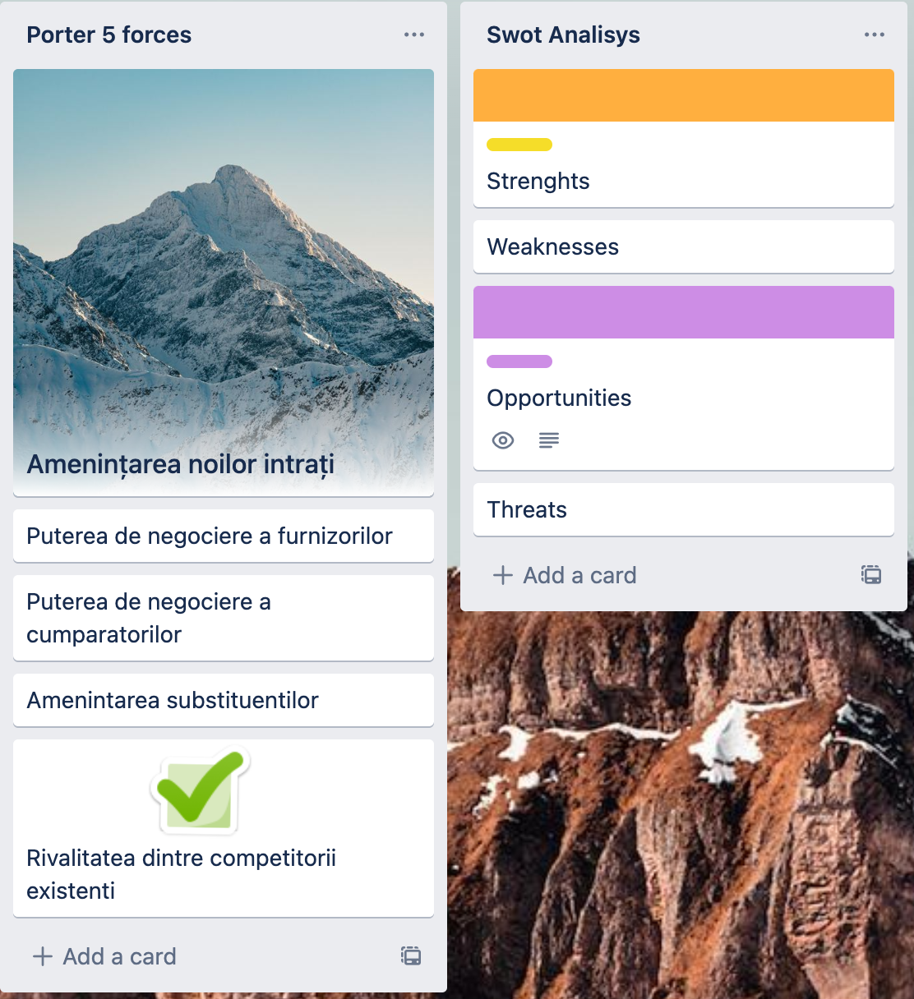 Porter 5 forces
Amenințarea noilor intrați
Puterea de negociere a furnizorilor
Puterea de negociere a
cumparatorilor
Amenintarea substituentilor
Rivalitatea dintre competitorii
existenti
Add a card
Swot Analisys
Strenghts
Weaknesses
Opportunities
Threats
Add a card